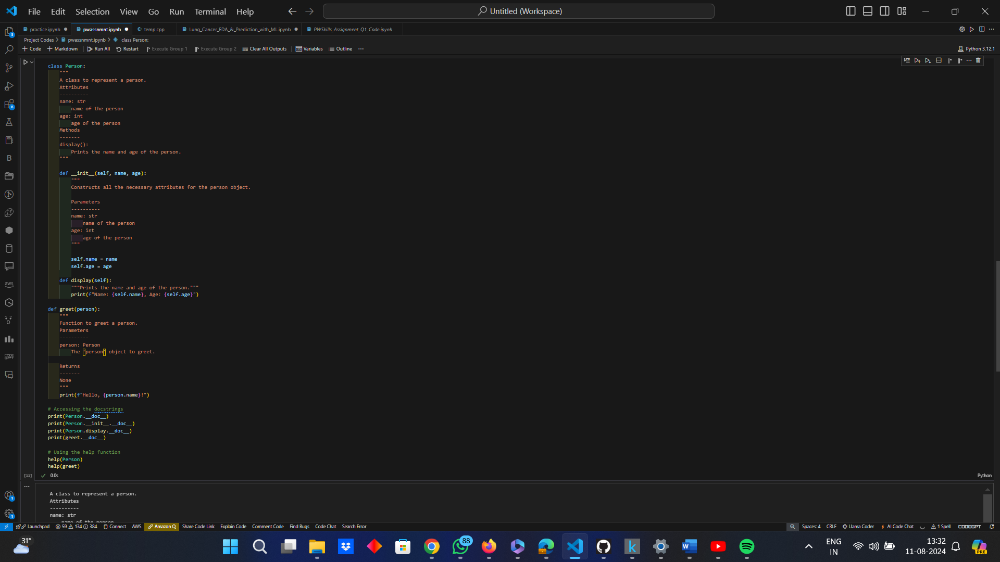 File Edit Selection View Go Run Terminal Help
Untitled (Workspace)
practice.ipynb pwassnmnt.ipynb temp.cpp Lung_Cancer_EDA_&_Prediction_with_ML.ipynb PWSkills_Assignment_Q1_Code.ipynb
Project Codes > pwassnmnt.ipynb > class Person:
Code Markdown Run All Restart Execute Group 1 Execute Group 2 Clear All Outputs Variables Outline ... Python 3.12.1
class Person:
"""
A class to represent a person.
Attributes
----------
name: str
name of the person
age: int
age of the person
Methods
-------
display():
Prints the name and age of the person.
"""
def __init__(self, name, age):
"""
Constructs all the necessary attributes for the person object.
Parameters
----------
name: str
name of the person
age: int
age of the person
"""
self.name = name
self.age = age
def display(self):
"""Prints the name and age of the person."""
print(f"Name: {self.name}, Age: {self.age}")
def greet(person):
"""
Function to greet a person.
Parameters
----------
person: Person
The 'person' object to greet.
Returns
-------
None
"""
print(f"Hello, {person.name}!")
# Accessing the docstrings
print(Person.__doc__)
print(Person.__init__.__doc__)
print(Person.display.__doc__)
print(greet.__doc__)
# Using the help function
help(Person)
help(greet)
[11] 0.0s Python
...
A class to represent a person.
Attributes
----------
name: str
name of the person
Launchpad 59 134 384 Connect AWS Amazon Q Share Code Link Explain Code Comment Code Find Bugs Code Chat Search Error Spaces: 4 CRLF Llama Coder AI Code Chat 1 Spell CODEGPT
31°
88
ENG
IN
13:32
11-08-2024
PRE